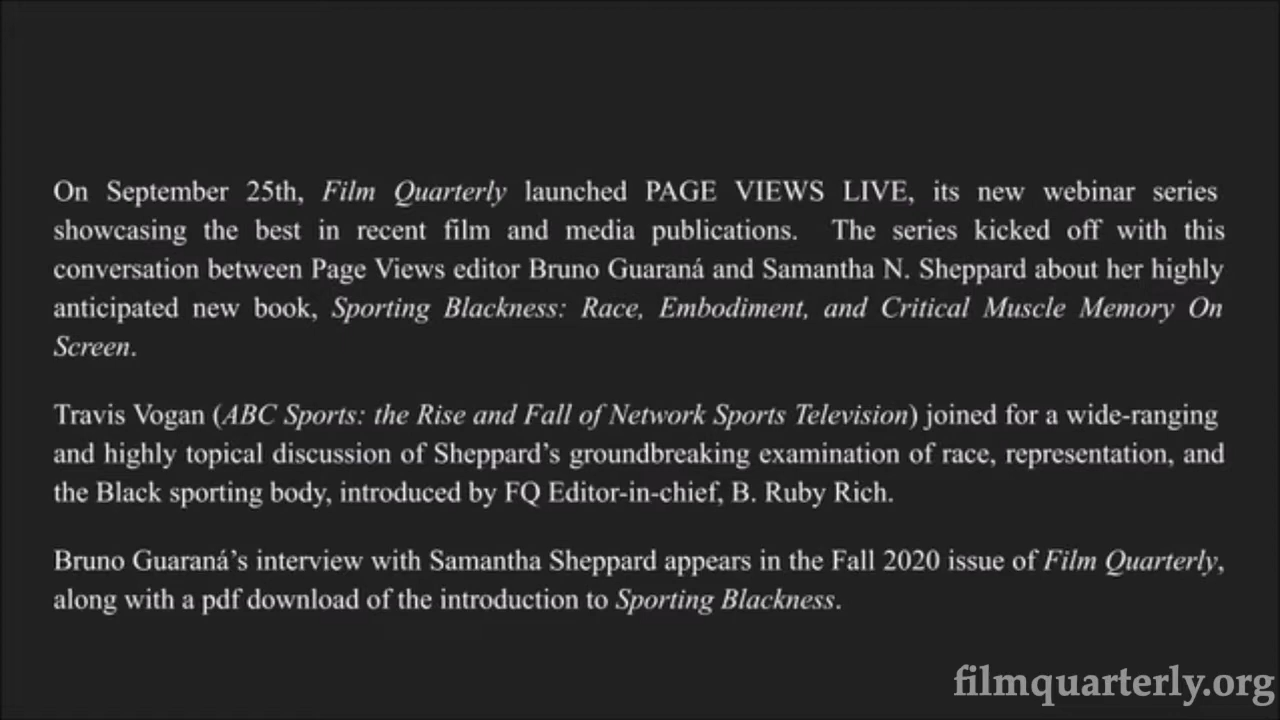 On September 25th, Film Quarterly launched PAGE VIEWS LIVE, its new webinar series
showcasing the best in recent film and media publications. The series kicked off with this
conversation between Page Views editor Bruno Guaraná and Samantha N. Sheppard about her highly
anticipated new book, Sporting Blackness: Race, Embodiment, and Critical Muscle Memory On
Screen.
Travis Vogan (ABC Sports: the Rise and Fall of Network Sports Television) joined for a wide-ranging
and highly topical discussion of Sheppard’s groundbreaking examination of race, representation, and
the Black sporting body, introduced by FQ Editor-in-chief, B. Ruby Rich.
Bruno Guaraná’s interview with Samantha Sheppard appears in the Fall 2020 issue of Film Quarterly,
along with a pdf download of the introduction to Sporting Blackness.
filmquarterly.org